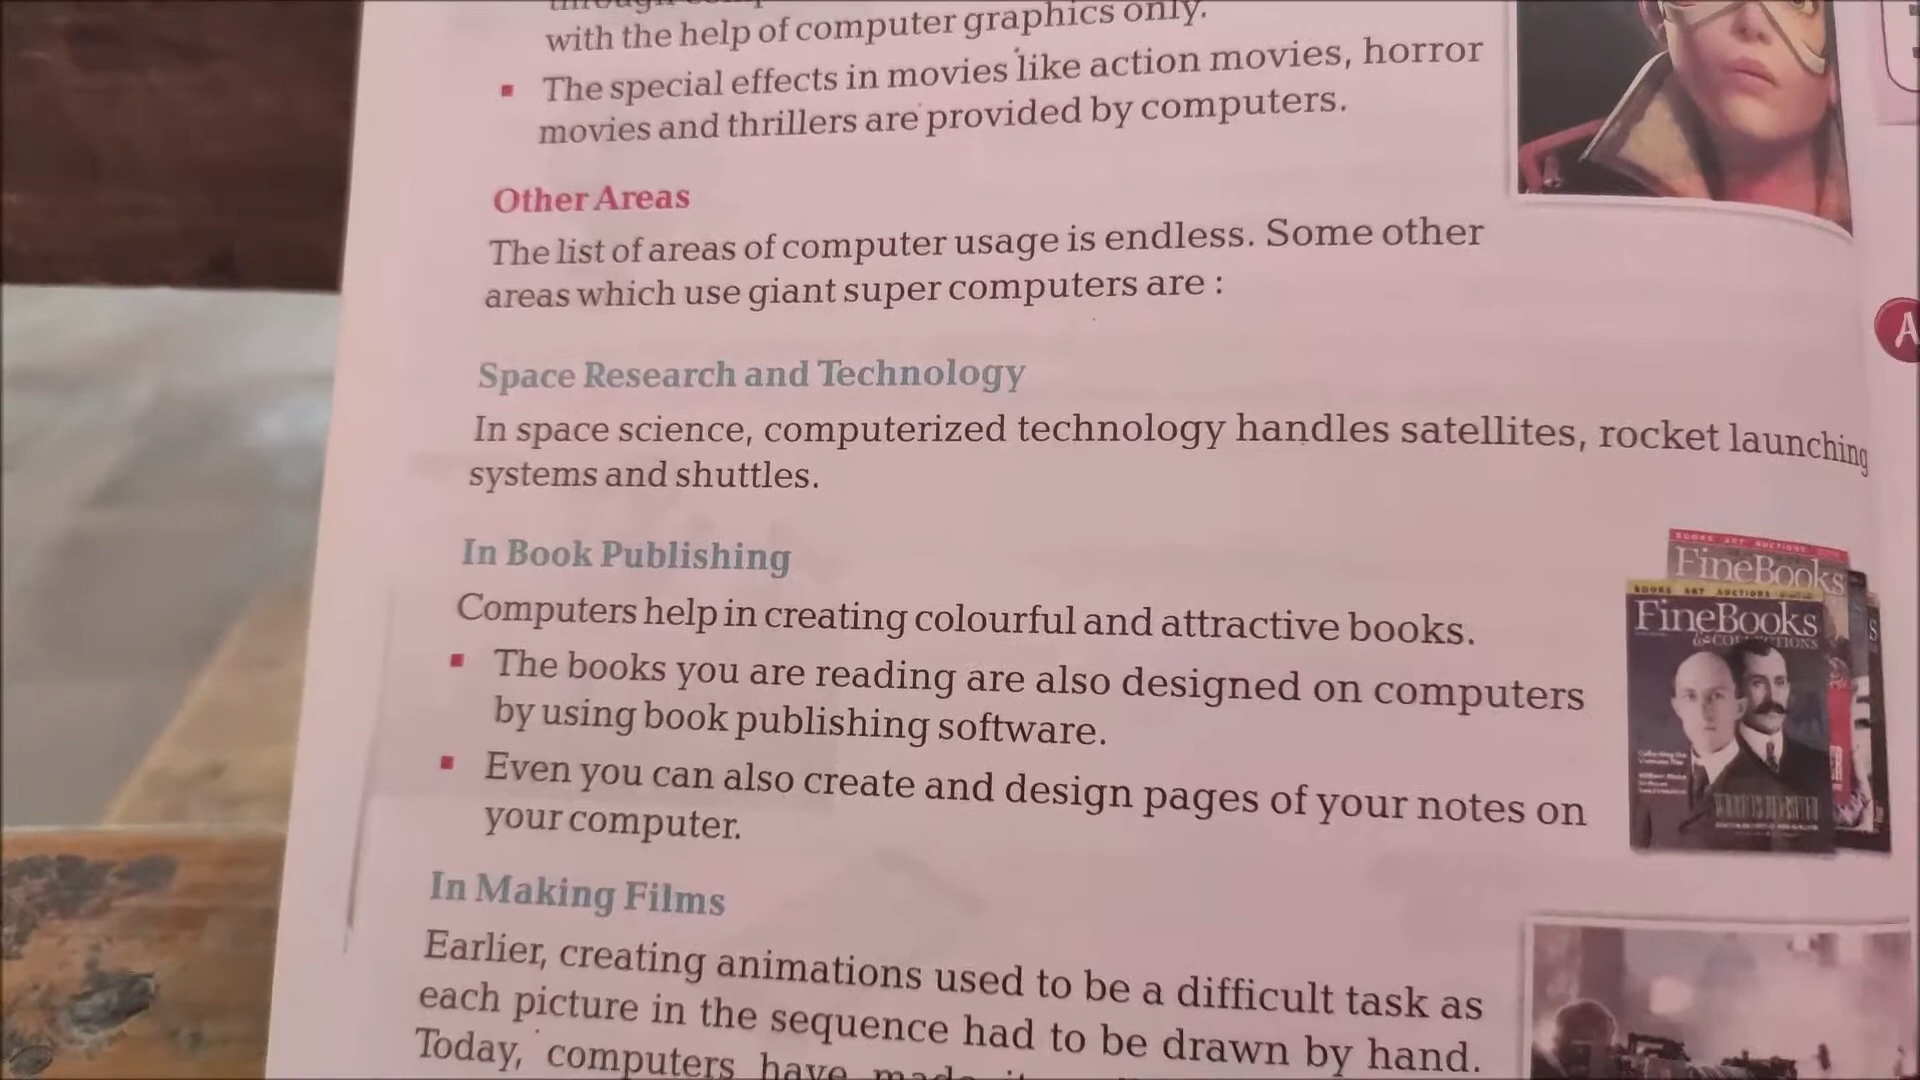 with the help of computer graphics only.
▪ The special effects in movies like action movies, horror
movies and thrillers are provided by computers.
Other Areas
The list of areas of computer usage is endless. Some other
areas which use giant super computers are :
A
Space Research and Technology
In space science, computerized technology handles satellites, rocket launching
systems and shuttles.
In Book Publishing
Computers help in creating colourful and attractive books.
▪ The books you are reading are also designed on computers
by using book publishing software.
▪ Even you can also create and design pages of your notes on
your computer.
BOOKS ART AUCTIONS
FineBooks
BOOKS ART AUCTIONS
FineBooks
In Making Films
Earlier, creating animations used to be a difficult task as
each picture in the sequence had to be drawn by hand.
Today, computers have